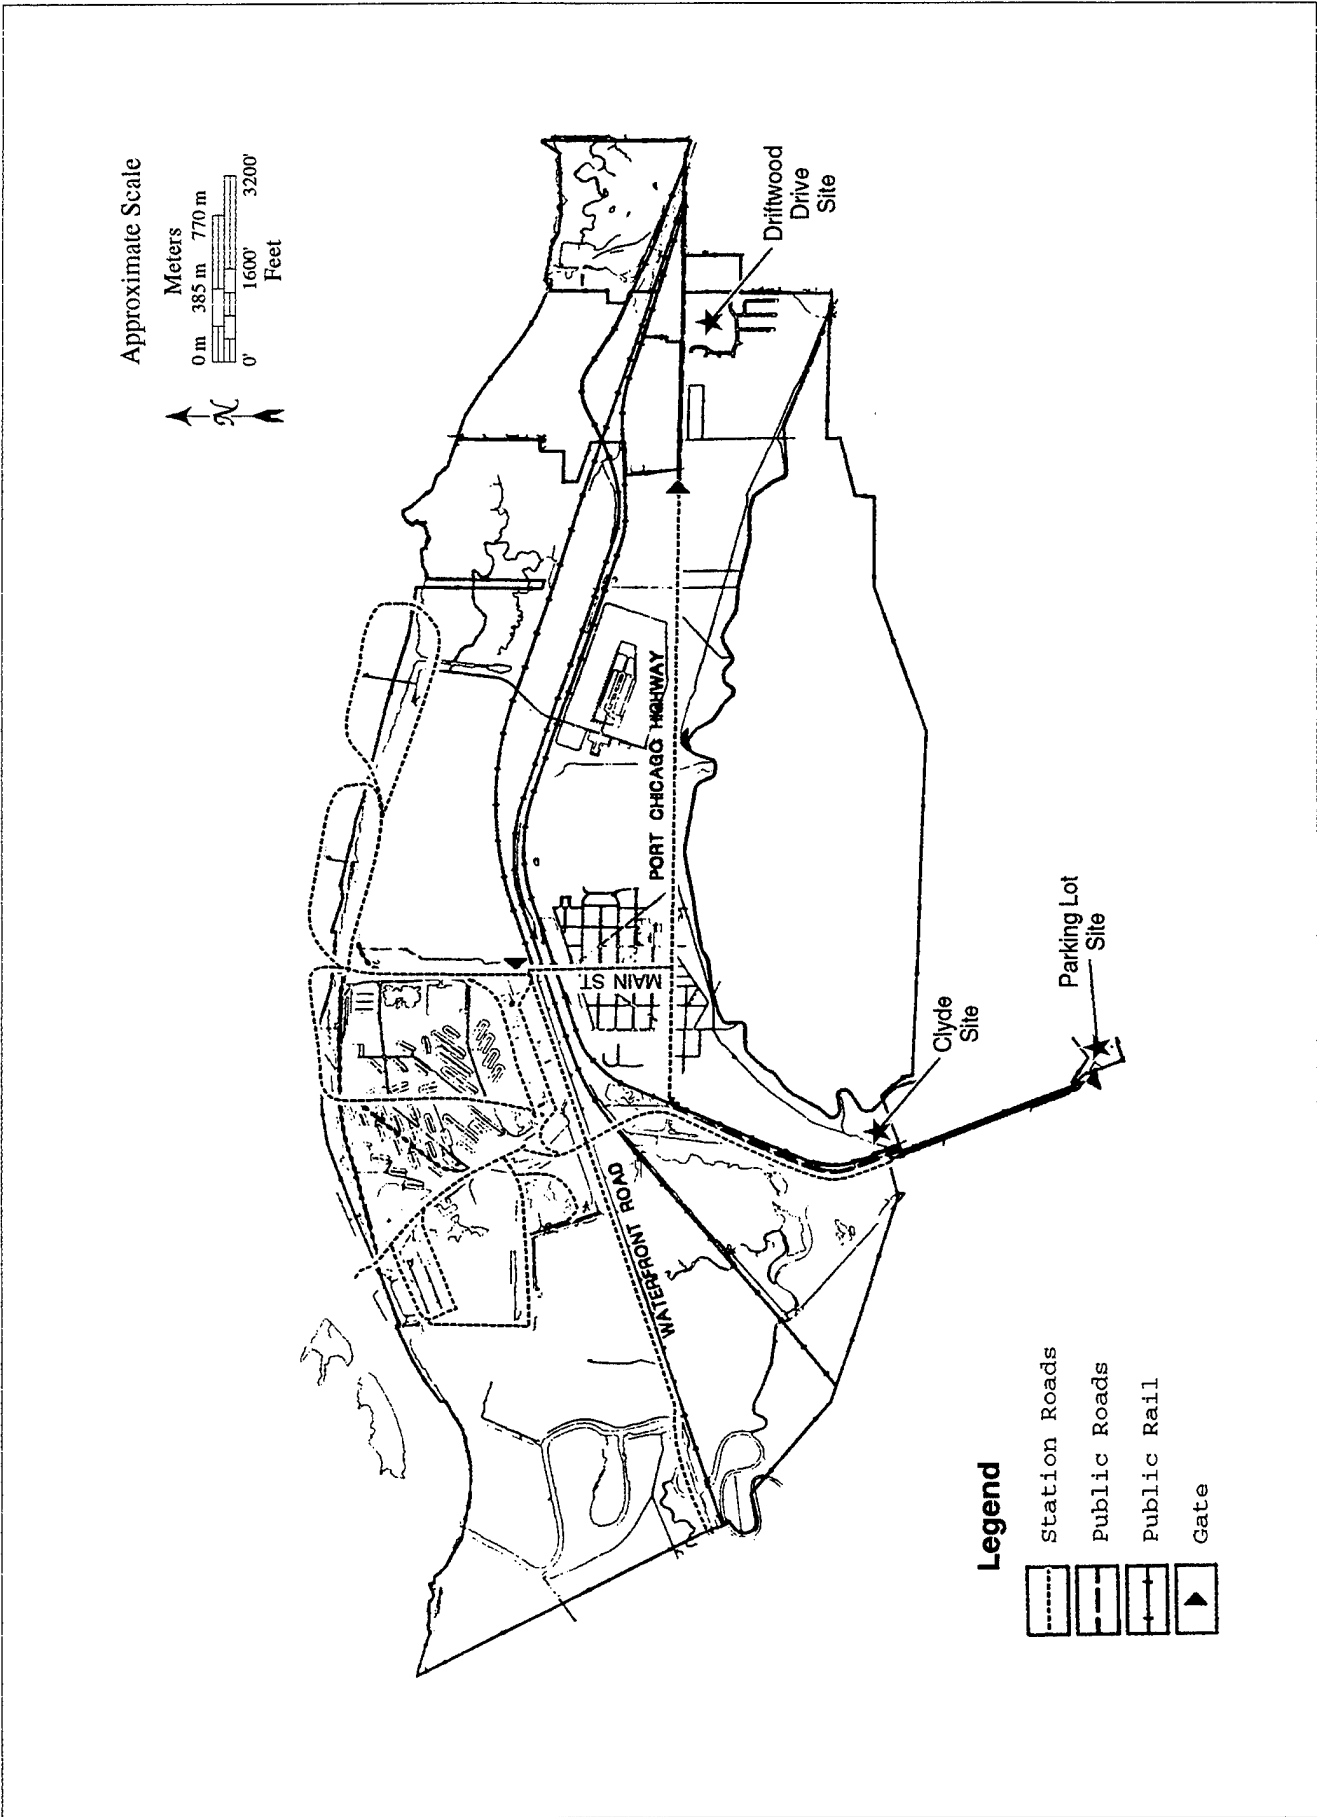 Approximate Scale
Meters
0 m 385 m 770 m
0' 1600' 3200'
Feet
N
Driftwood
Drive
Site
PORT CHICAGO HIGHWAY
MAIN ST.
WATERFRONT ROAD
Clyde
Site
Parking Lot
Site
Legend
Station Roads
Public Roads
Public Rail
Gate